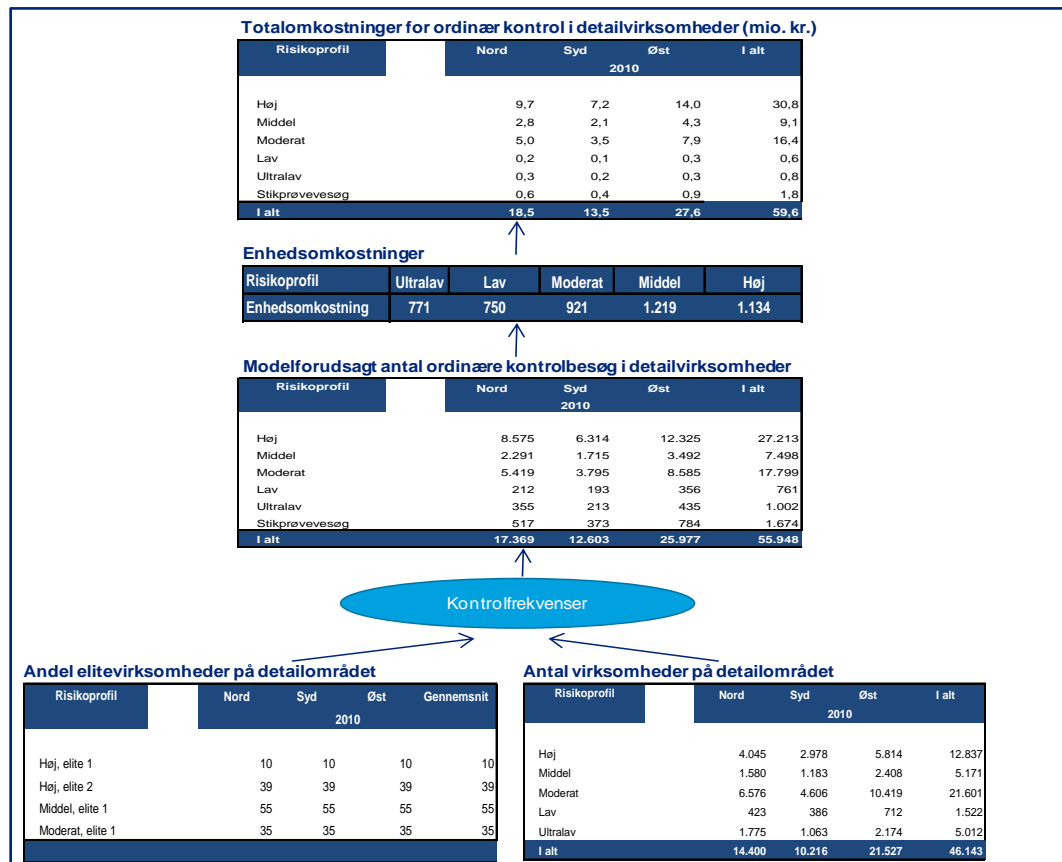 Totalomkostninger for ordinær kontrol i detailvirksomheder (mio. kr.)
Risikoprofil Nord Syd Øst I alt
2010
Høj 9,7 7,2 14,0 30,8
Middel 2,8 2,1 4,3 9,1
Moderat 5,0 3,5 7,9 16,4
Lav 0,2 0,1 0,3 0,6
Ultralav 0,3 0,2 0,3 0,8
Stikprøvevesøg 0,6 0,4 0,9 1,8
I alt 18,5 13,5 27,6 59,6
Enhedsomkostninger
Risikoprofil Ultralav Lav Moderat Middel Høj
Enhedsomkostning 771 750 921 1.219 1.134
Modelforudsagt antal ordinære kontrolbesøg i detailvirksomheder
Risikoprofil Nord Syd Øst I alt
2010
Høj 8.575 6.314 12.325 27.213
Middel 2.291 1.715 3.492 7.498
Moderat 5.419 3.795 8.585 17.799
Lav 212 193 356 761
Ultralav 355 213 435 1.002
Stikprøvevesøg 517 373 784 1.674
I alt 17.369 12.603 25.977 55.948
Kontrolfrekvenser
Andel elitevirksomheder på detailområdet
Risikoprofil Nord Syd Øst Gennemsnit
2010
Høj, elite 1 10 10 10 10
Høj, elite 2 39 39 39 39
Middel, elite 1 55 55 55 55
Moderat, elite 1 35 35 35 35
Antal virksomheder på detailområdet
Risikoprofil Nord Syd Øst I alt
2010
Høj 4.045 2.978 5.814 12.837
Middel 1.580 1.183 2.408 5.171
Moderat 6.576 4.606 10.419 21.601
Lav 423 386 712 1.522
Ultralav 1.775 1.063 2.174 5.012
I alt 14.400 10.216 21.527 46.143